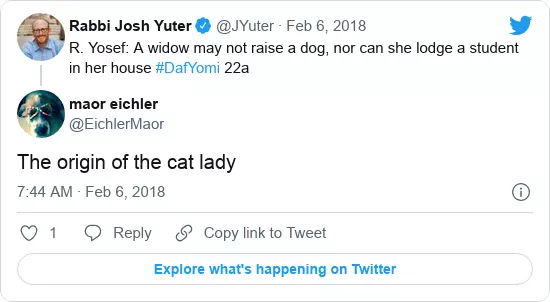 Rabbi Josh Yuter @JYuter · Feb 6, 2018
R. Yosef: A widow may not raise a dog, nor can she lodge a student
in her house #DafYomi 22a
maor eichler
@EichlerMaor
The origin of the cat lady
7:44 AM · Feb 6, 2018
1 Reply Copy link to Tweet
Explore what's happening on Twitter